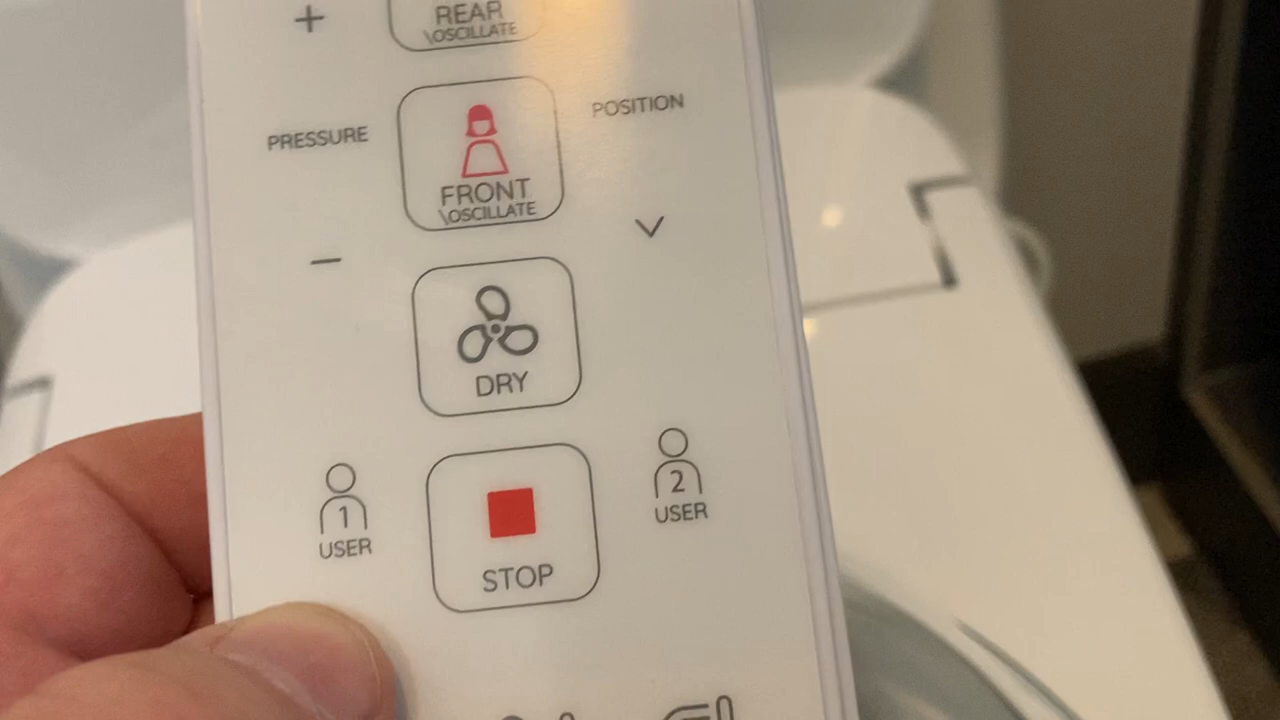 +
REAR
\OSCILLATE
PRESSURE
POSITION
FRONT
\OSCILLATE
−
DRY
1
USER
2
USER
STOP